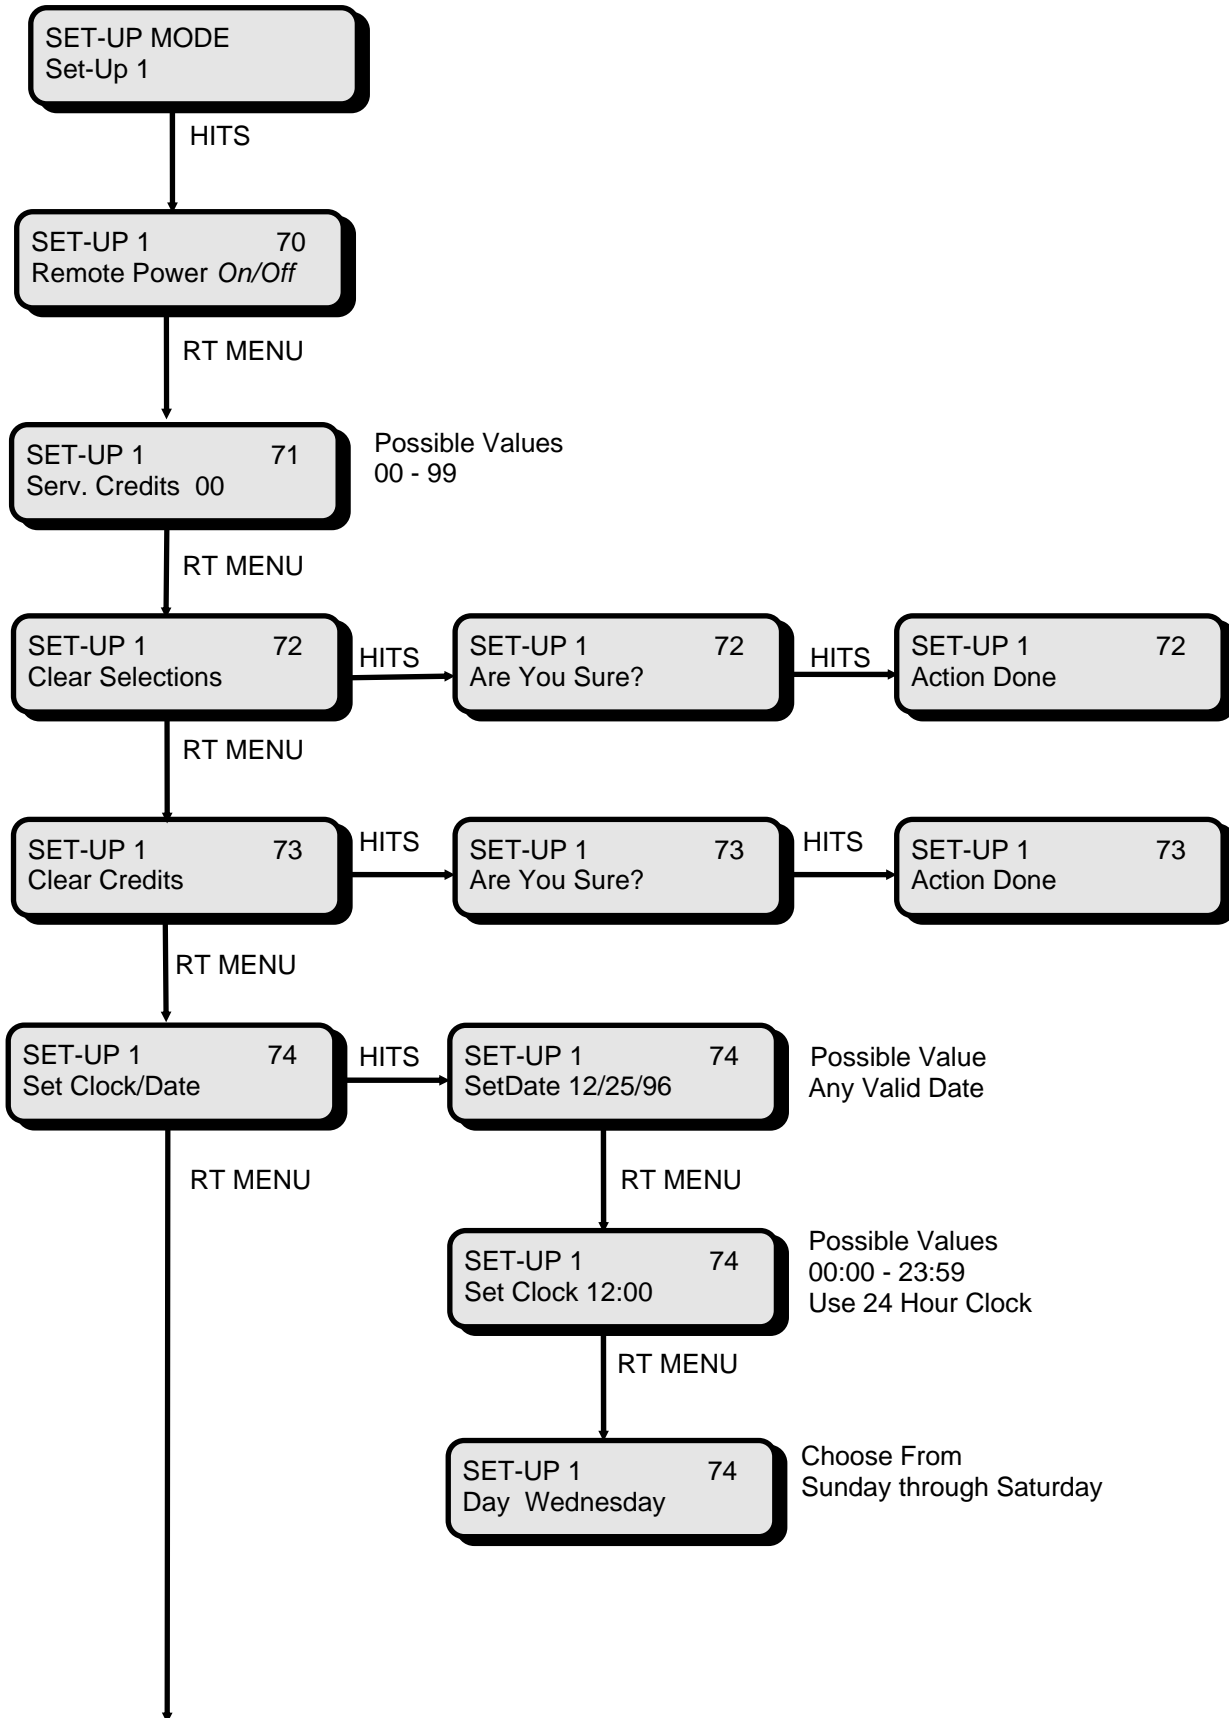 SET-UP MODE
Set-Up 1
HITS
SET-UP 1 70
Remote Power On/Off
RT MENU
SET-UP 1 71
Serv. Credits 00
Possible Values
00 - 99
RT MENU
SET-UP 1 72
Clear Selections
HITS
SET-UP 1 72
Are You Sure?
HITS
SET-UP 1 72
Action Done
RT MENU
SET-UP 1 73
Clear Credits
HITS
SET-UP 1 73
Are You Sure?
HITS
SET-UP 1 73
Action Done
RT MENU
SET-UP 1 74
Set Clock/Date
HITS
SET-UP 1 74
SetDate 12/25/96
Possible Value
Any Valid Date
RT MENU
RT MENU
SET-UP 1 74
Set Clock 12:00
Possible Values
00:00 - 23:59
Use 24 Hour Clock
RT MENU
SET-UP 1 74
Day Wednesday
Choose From
Sunday through Saturday